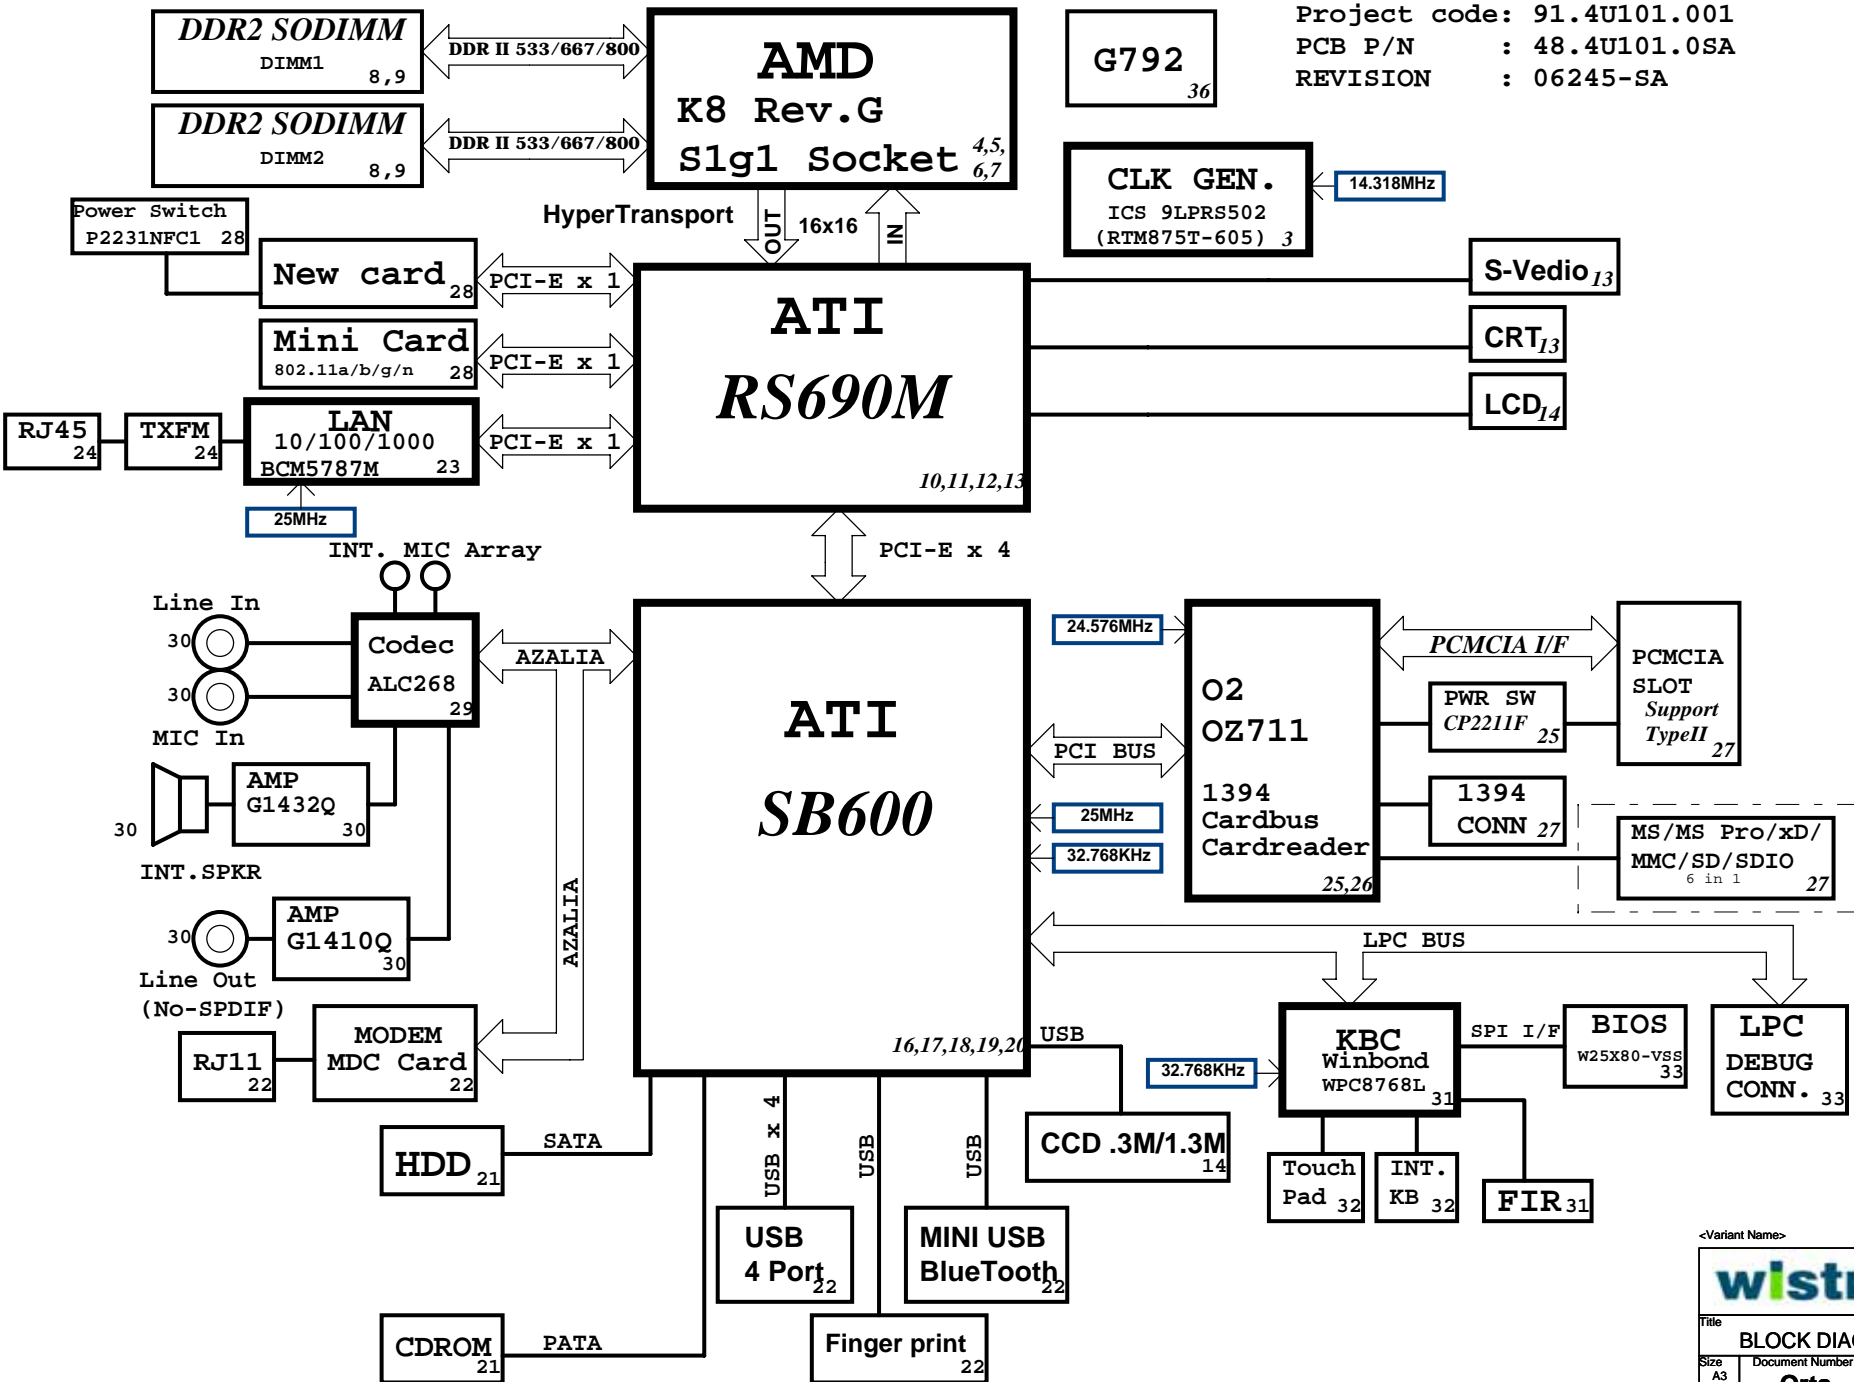 Project code: 91.4U101.001
PCB P/N : 48.4U101.0SA
REVISION : 06245-SA
DDR2 SODIMM
DIMM1
8,9
DDR II 533/667/800
DDR2 SODIMM
DIMM2
8,9
DDR II 533/667/800
AMD
K8 Rev.G
S1g1 Socket
4,5,
6,7
G792
36
CLK GEN.
ICS 9LPRS502
(RTM875T-605) 3
14.318MHz
Power Switch
P2231NFC1 28
HyperTransport
OUT
16x16
IN
New card
28
PCI-E x 1
Mini Card
802.11a/b/g/n 28
PCI-E x 1
RJ45
24
TXFM
24
LAN
10/100/1000
BCM5787M 23
PCI-E x 1
25MHz
ATI
RS690M
10,11,12,13
S-Vedio 13
CRT 13
LCD 14
PCI-E x 4
INT. MIC Array
Line In
30
30
MIC In
Codec
ALC268
29
AZALIA
AZALIA
AMP
G1432Q
30
30
INT.SPKR
AMP
G1410Q
30
30
Line Out
(No-SPDIF)
RJ11
22
MODEM
MDC Card
22
ATI
SB600
16,17,18,19,20
24.576MHz
PCI BUS
25MHz
32.768KHz
O2
OZ711
1394
Cardbus
Cardreader
25,26
PCMCIA I/F
PCMCIA
SLOT
Support
TypeII
27
PWR SW
CP2211F
25
1394
CONN 27
MS/MS Pro/xD/
MMC/SD/SDIO
6 in 1
27
LPC BUS
USB
CCD .3M/1.3M
14
32.768KHz
KBC
Winbond
WPC8768L
31
SPI I/F
BIOS
W25X80-VSS
33
LPC
DEBUG
CONN. 33
Touch
Pad 32
INT.
KB 32
FIR 31
HDD 21
SATA
CDROM
21
PATA
USB x 4
USB
4 Port
22
USB
Finger print
22
USB
MINI USB
BlueTooth
22
<Variant Name>
wistr
Title
BLOCK DIAG
Size
A3
Document Number